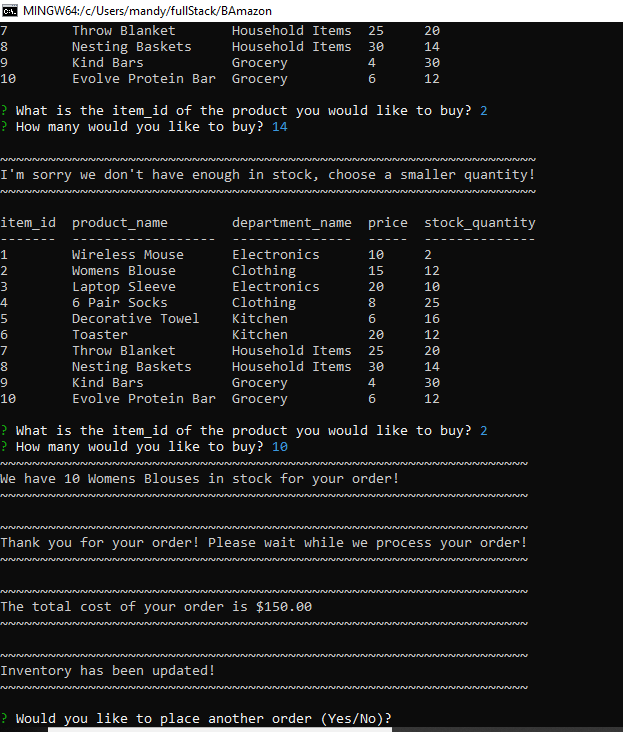 MINGW64:/c/Users/mandy/fullStack/BAmazon
7        Throw Blanket       Household Items  25     20
8        Nesting Baskets     Household Items  30     14
9        Kind Bars           Grocery          4      30
10       Evolve Protein Bar  Grocery          6      12
? What is the item_id of the product you would like to buy? 2
? How many would you like to buy? 14
~~~~~~~~~~~~~~~~~~~~~~~~~~~~~~~~~~~~~~~~~~~~~~~~~~~~~~~~~~~~~~~~~~~
I'm sorry we don't have enough in stock, choose a smaller quantity!
~~~~~~~~~~~~~~~~~~~~~~~~~~~~~~~~~~~~~~~~~~~~~~~~~~~~~~~~~~~~~~~~~~~
item_id  product_name        department_name  price  stock_quantity
-------  ------------------  ---------------  -----  --------------
1        Wireless Mouse      Electronics      10     2
2        Womens Blouse       Clothing         15     12
3        Laptop Sleeve       Electronics      20     10
4        6 Pair Socks        Clothing         8      25
5        Decorative Towel    Kitchen          6      16
6        Toaster             Kitchen          20     12
7        Throw Blanket       Household Items  25     20
8        Nesting Baskets     Household Items  30     14
9        Kind Bars           Grocery          4      30
10       Evolve Protein Bar  Grocery          6      12
? What is the item_id of the product you would like to buy? 2
? How many would you like to buy? 10
~~~~~~~~~~~~~~~~~~~~~~~~~~~~~~~~~~~~~~~~~~~~~~~~~~~~~~~~~~~~~~~~~~
We have 10 Womens Blouses in stock for your order!
~~~~~~~~~~~~~~~~~~~~~~~~~~~~~~~~~~~~~~~~~~~~~~~~~~~~~~~~~~~~~~~~~~
~~~~~~~~~~~~~~~~~~~~~~~~~~~~~~~~~~~~~~~~~~~~~~~~~~~~~~~~~~~~~~~~~~
Thank you for your order! Please wait while we process your order!
~~~~~~~~~~~~~~~~~~~~~~~~~~~~~~~~~~~~~~~~~~~~~~~~~~~~~~~~~~~~~~~~~~
~~~~~~~~~~~~~~~~~~~~~~~~~~~~~~~~~~~~~~~~~~~~~~~~~~~~~~~~~~~~~~~~~~
The total cost of your order is $150.00
~~~~~~~~~~~~~~~~~~~~~~~~~~~~~~~~~~~~~~~~~~~~~~~~~~~~~~~~~~~~~~~~~~
~~~~~~~~~~~~~~~~~~~~~~~~~~~~~~~~~~~~~~~~~~~~~~~~~~~~~~~~~~~~~~~~~~
Inventory has been updated!
~~~~~~~~~~~~~~~~~~~~~~~~~~~~~~~~~~~~~~~~~~~~~~~~~~~~~~~~~~~~~~~~~~
? Would you like to place another order (Yes/No)?